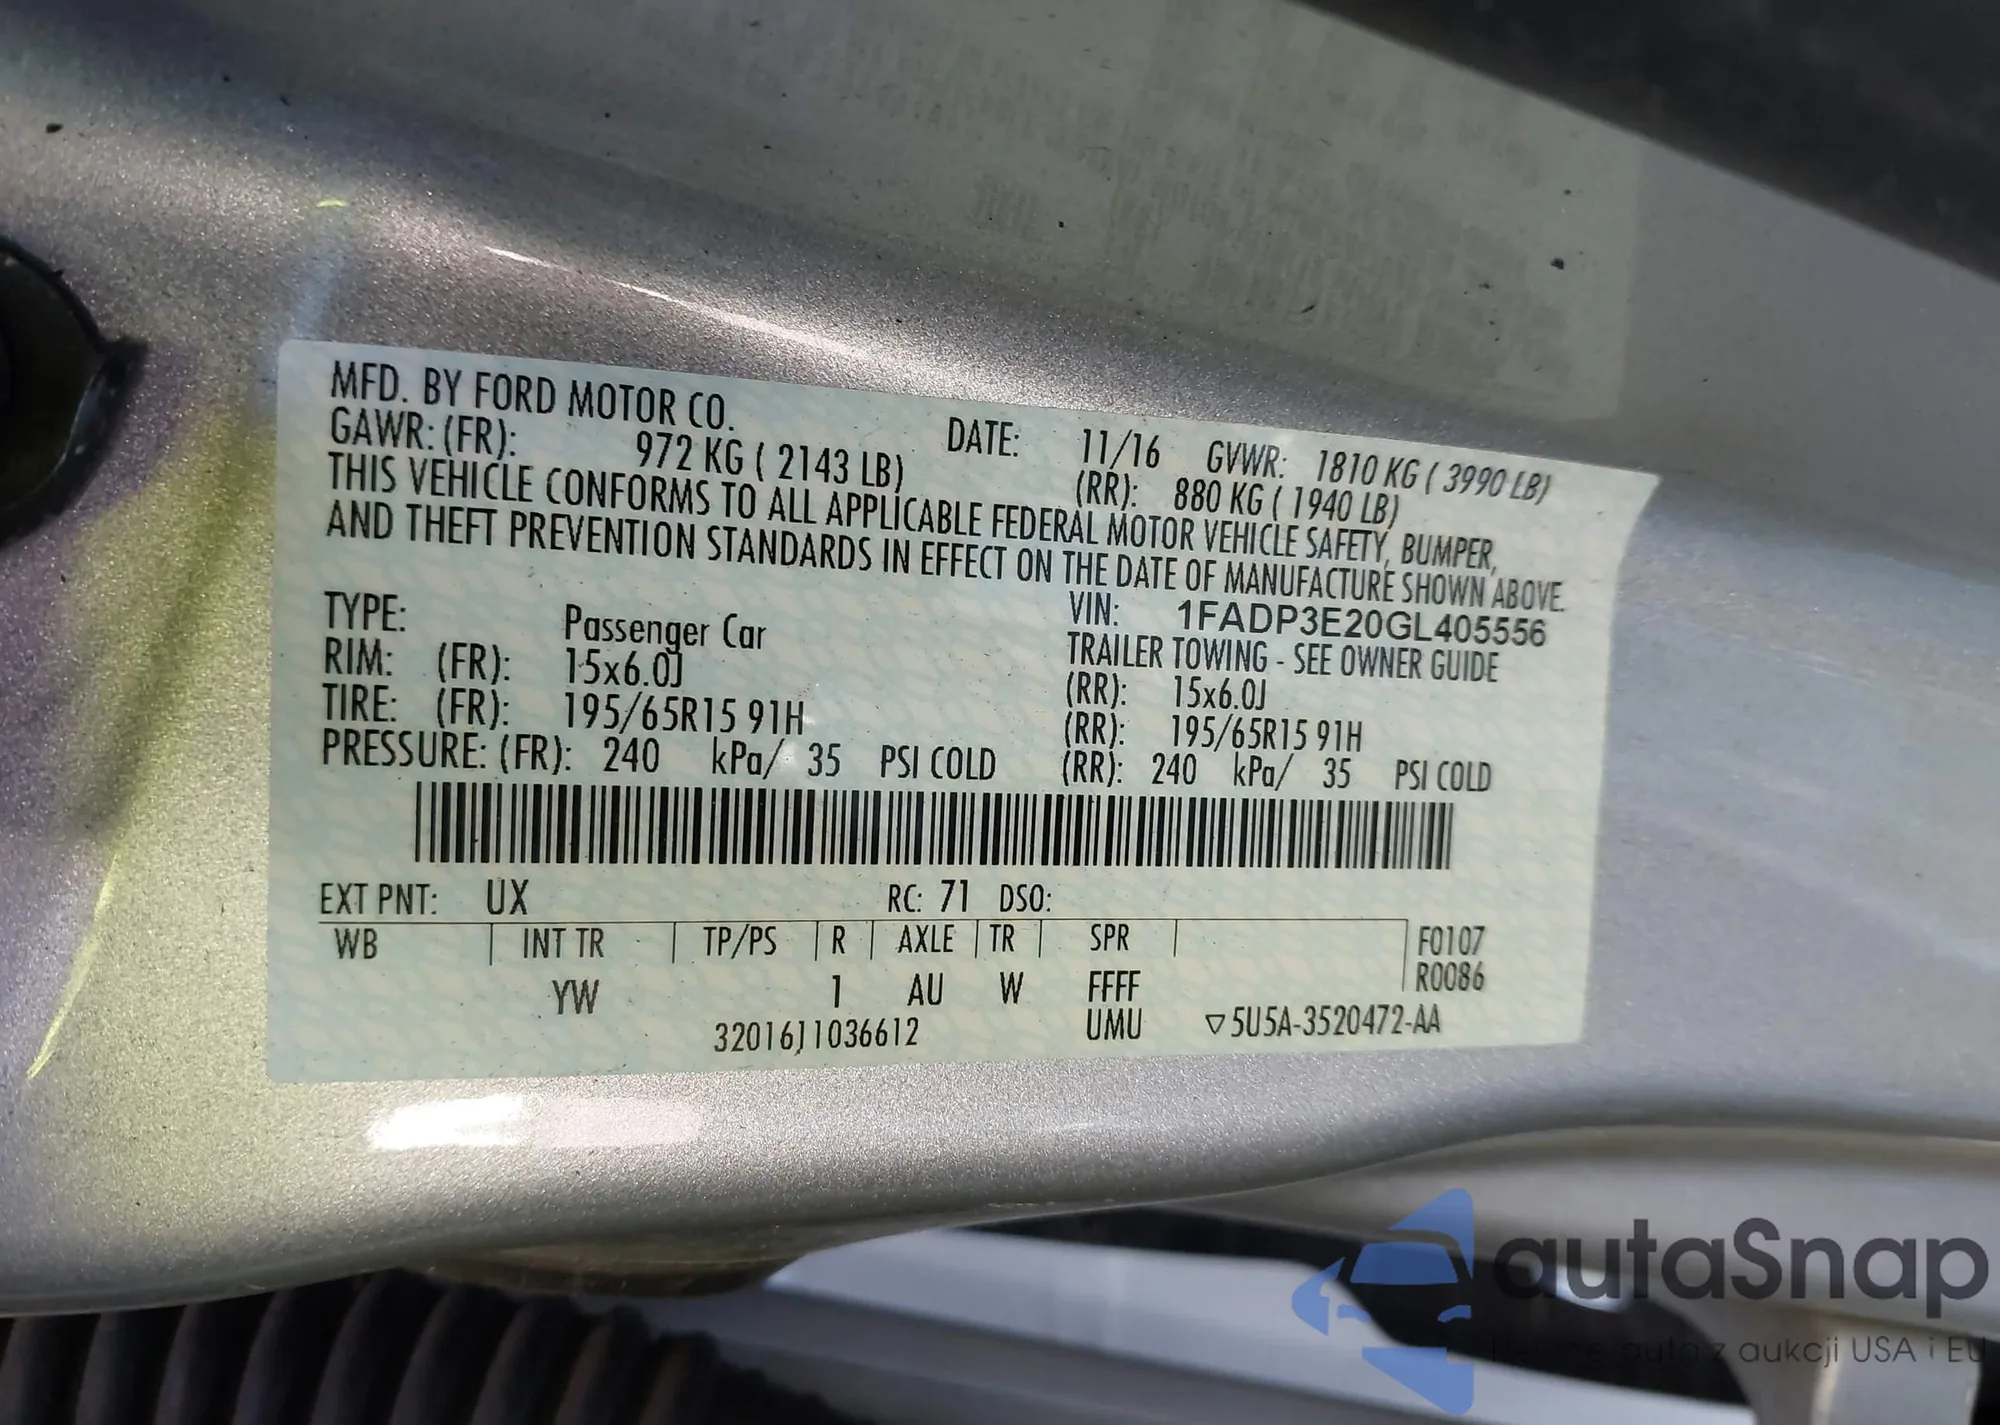 MFD. BY FORD MOTOR CO. DATE: 11/16 GVWR: 1810 KG ( 3990 LB)
GAWR: (FR): 972 KG ( 2143 LB) (RR): 880 KG ( 1940 LB)
THIS VEHICLE CONFORMS TO ALL APPLICABLE FEDERAL MOTOR VEHICLE SAFETY, BUMPER,
AND THEFT PREVENTION STANDARDS IN EFFECT ON THE DATE OF MANUFACTURE SHOWN ABOVE.
VIN: 1FADP3E20GL405556
TYPE: Passenger Car TRAILER TOWING - SEE OWNER GUIDE
RIM: (FR): 15x6.0J (RR): 15x6.0J
TIRE: (FR): 195/65R15 91H (RR): 195/65R15 91H
PRESSURE: (FR): 240 kPa/ 35 PSI COLD (RR): 240 kPa/ 35 PSI COLD
EXT PNT: UX RC: 71 DSO:
WB INT TR TP/PS R AXLE TR SPR F0107
R0086
YW 1 AU W FFFF
32016J1036612 UMU ▽5U5A-3520472-AA
autaSnap
auta z aukcji USA i EU